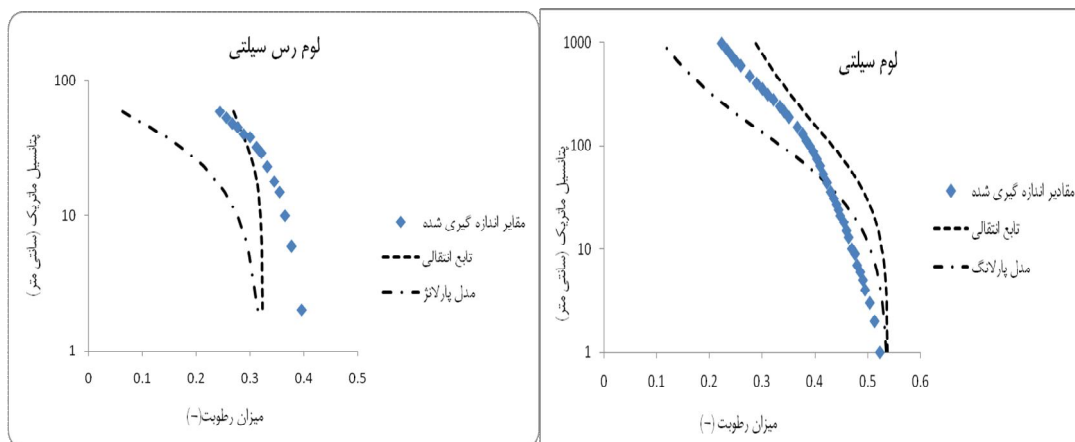 لوم رس سیلتی
100
10
1
پتانسیل ماتریک (سانتی متر)
0
0.1
0.2
0.3
0.4
0.5
میزان رطوبت(-)
مقایر اندازه گیری شده
تابع انتقالی
مدل پارلانژ
لوم سیلتی
1000
100
10
1
پتانسیل ماتریک (سانتی متر)
0
0.1
0.2
0.3
0.4
0.5
0.6
میزان رطوبت(-)
مقادیر اندازه گیری شده
تابع انتقالی
مدل پارلانگ